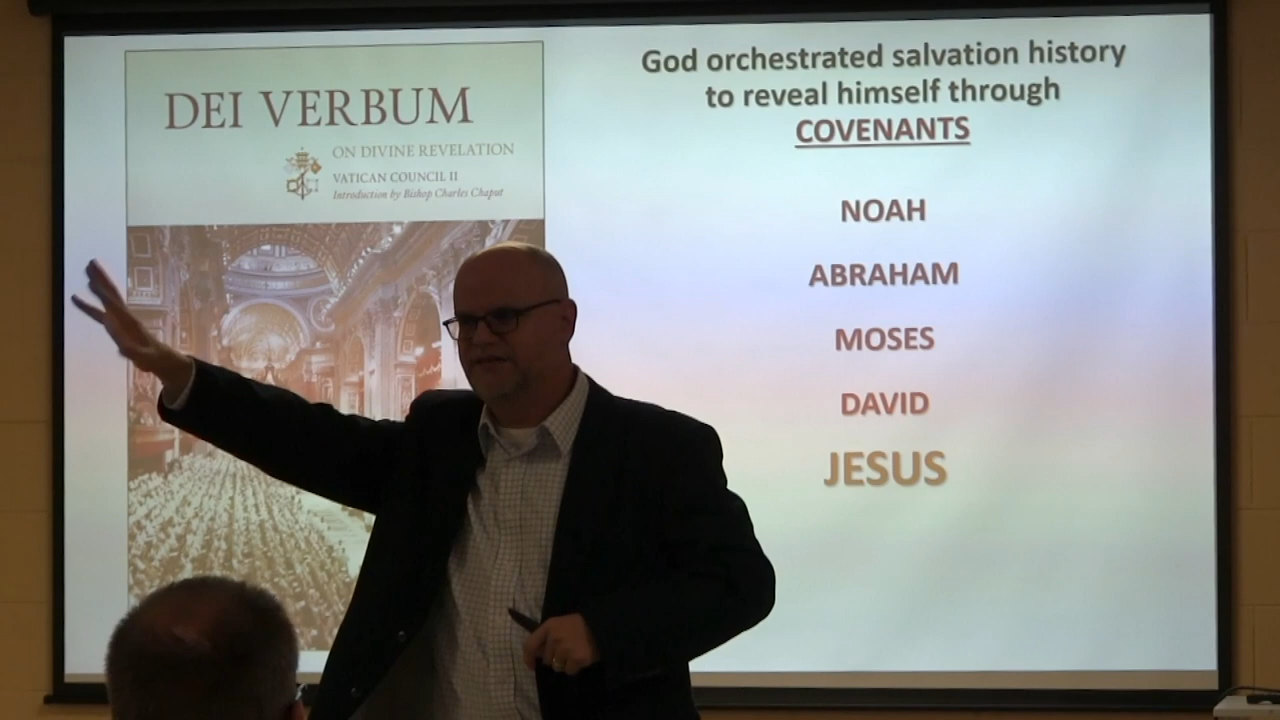 DEI VERBUM
ON DIVINE REVELATION
VATICAN COUNCIL II
Introduction by Bishop Charles Chaput
God orchestrated salvation history
to reveal himself through
COVENANTS
NOAH
ABRAHAM
MOSES
DAVID
JESUS